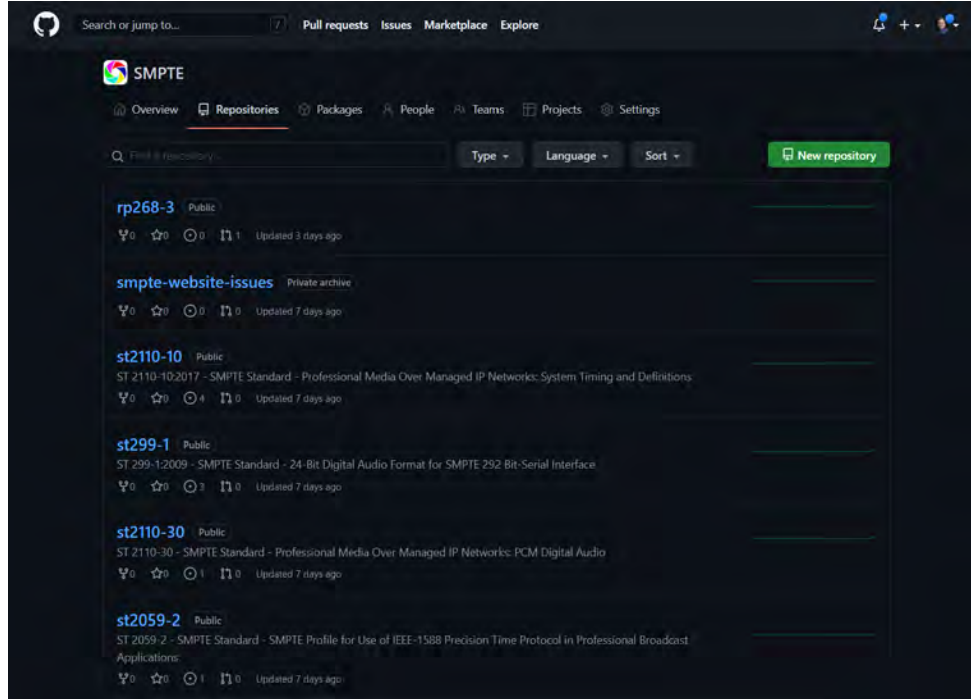 Search or jump to... / Pull requests Issues Marketplace Explore
SMPTE
Overview Repositories Packages People Teams Projects Settings
Find a repository... Type Language Sort New repository
rp268-3 Public
0 0 0 1 Updated 3 days ago
smpte-website-issues Private archive
0 0 0 0 Updated 7 days ago
st2110-10 Public
ST 2110-10:2017 - SMPTE Standard - Professional Media Over Managed IP Networks: System Timing and Definitions
0 0 4 0 Updated 7 days ago
st299-1 Public
ST 299-1:2009 - SMPTE Standard - 24-Bit Digital Audio Format for SMPTE 292 Bit-Serial Interface
0 0 3 0 Updated 7 days ago
st2110-30 Public
ST 2110-30 - SMPTE Standard - Professional Media Over Managed IP Networks: PCM Digital Audio
0 0 1 0 Updated 7 days ago
st2059-2 Public
ST 2059-2 - SMPTE Standard - SMPTE Profile for Use of IEEE-1588 Precision Time Protocol in Professional Broadcast
Applications
0 0 1 0 Updated 7 days ago